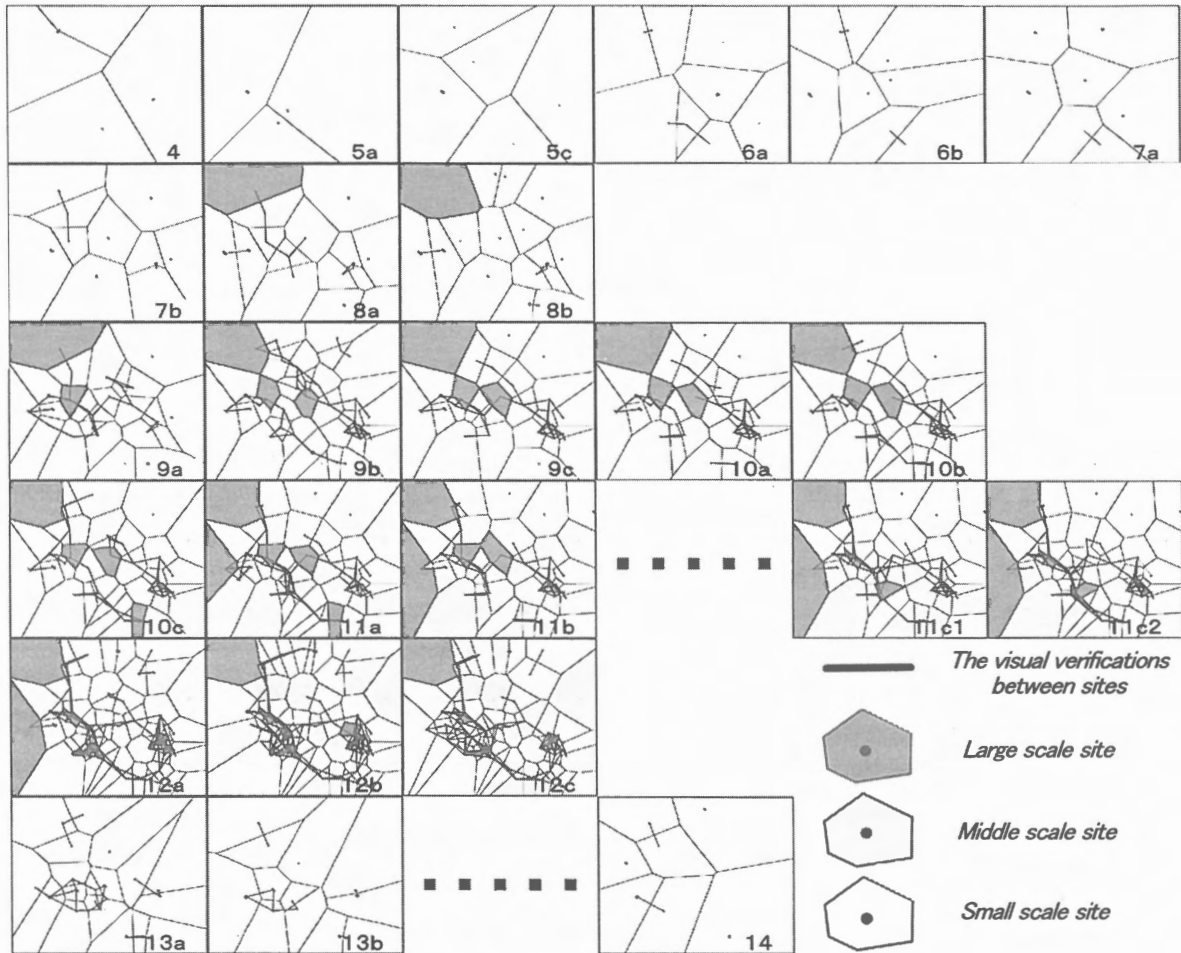 4
5a
5c
6a
6b
7a
7b
8a
8b
9a
9b
9c
10a
10b
10c
11a
11b
11c1
11c2
The visual verifications
between sites
Large scale site
12a
12b
12c
Middle scale site
Small scale site
13a
13b
14